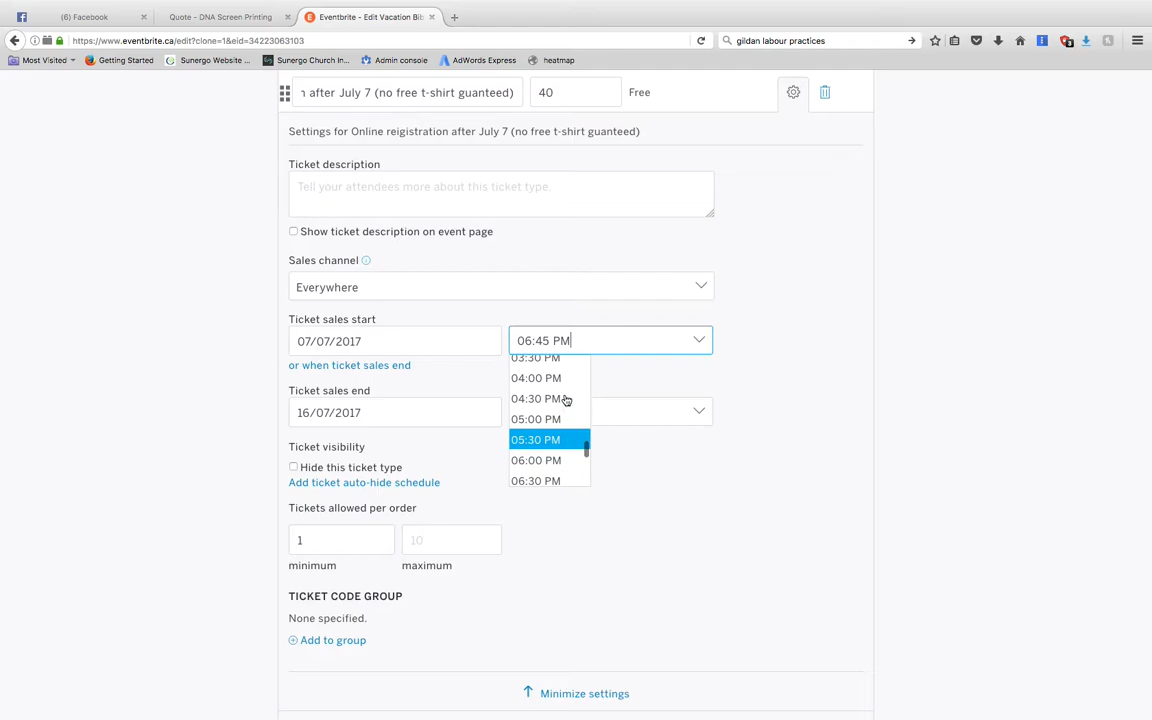 (6) Facebook
Quote - DNA Screen Printing
Eventbrite - Edit Vacation Bib
https://www.eventbrite.ca/edit?clone=1&eid=34223063103
gildan labour practices
3
Most Visited
Getting Started
Sunergo Website ...
Sunergo Church In...
Admin console
AdWords Express
heatmap
n after July 7 (no free t-shirt guanteed)
40
Free
Settings for Online reigistration after July 7 (no free t-shirt guanteed)
Ticket description
Tell your attendees more about this ticket type.
Show ticket description on event page
Sales channel
Everywhere
Ticket sales start
07/07/2017
06:45 PM
03:30 PM
or when ticket sales end
04:00 PM
Ticket sales end
04:30 PM
16/07/2017
05:00 PM
05:30 PM
Ticket visibility
06:00 PM
Hide this ticket type
06:30 PM
Add ticket auto-hide schedule
Tickets allowed per order
1
10
minimum
maximum
TICKET CODE GROUP
None specified.
Add to group
Minimize settings